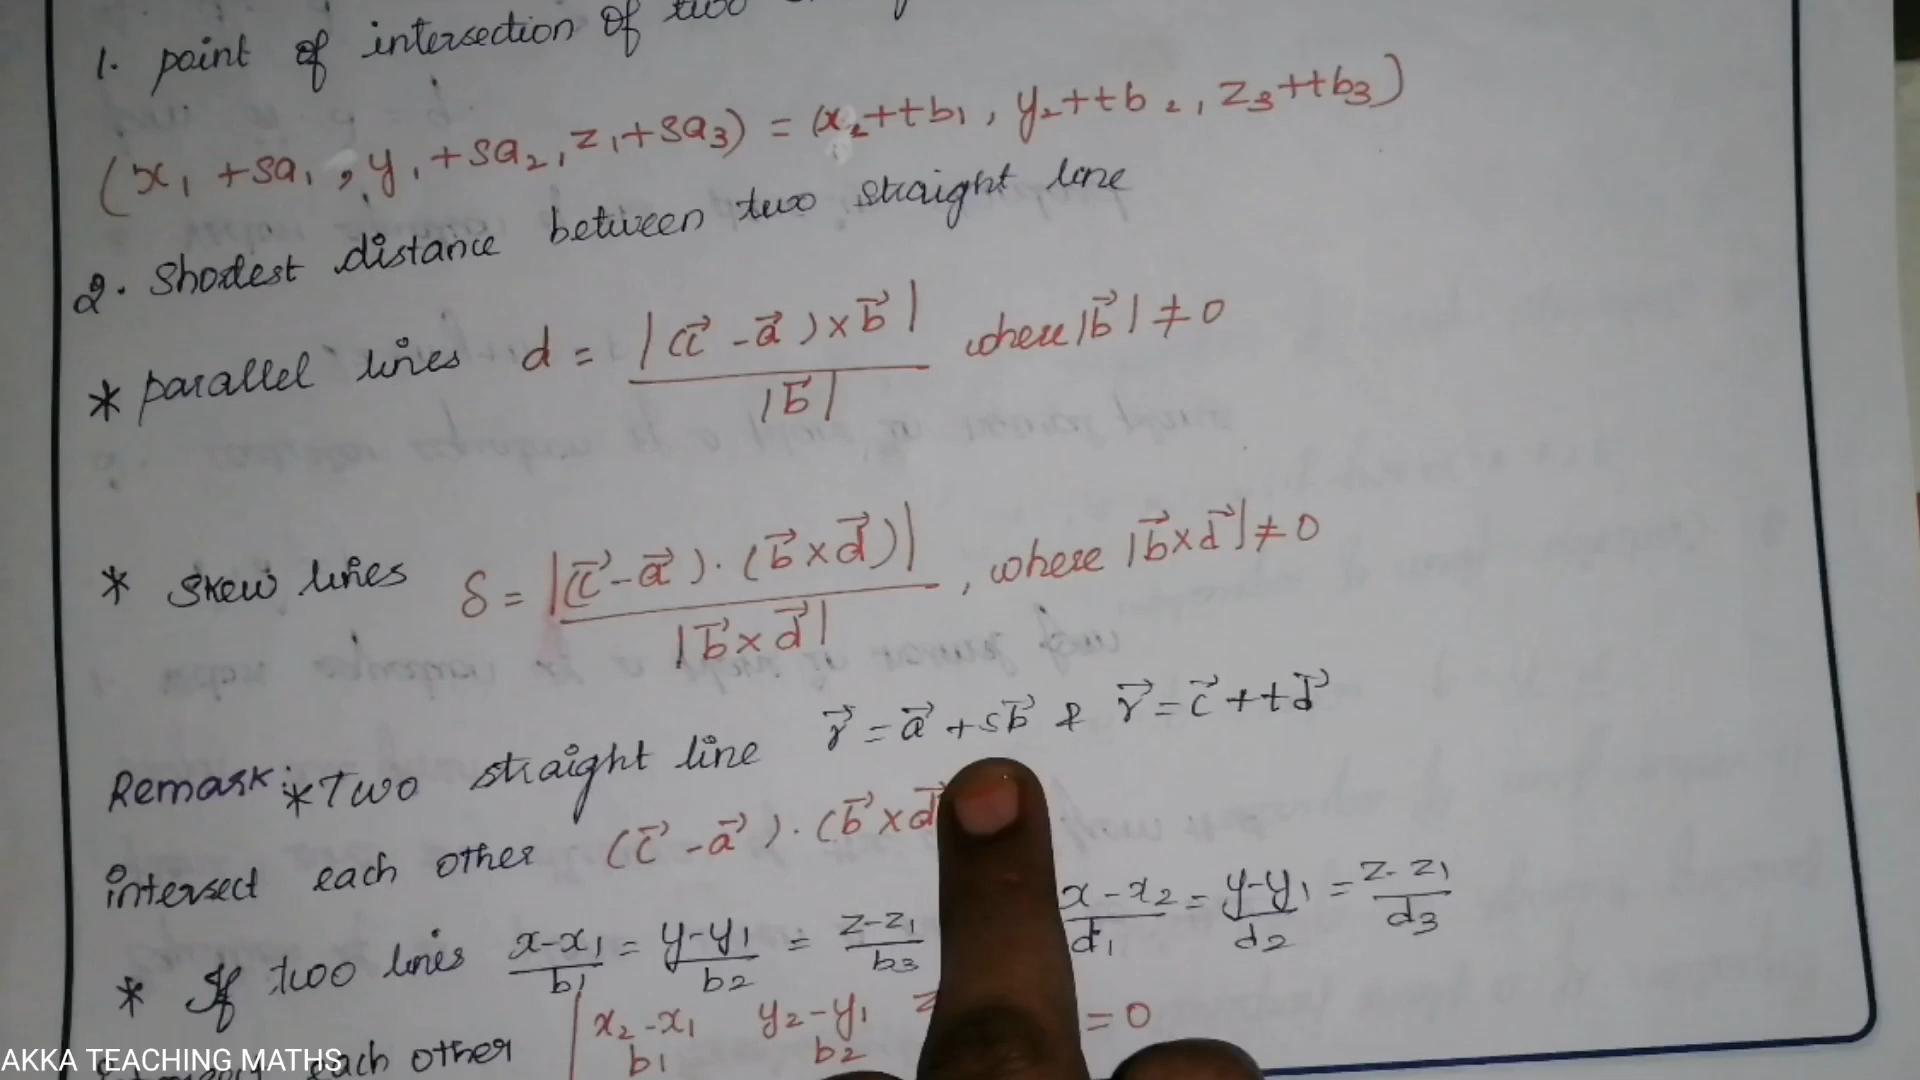 1. point of intersection of two
(x₁ + sa₁, y₁ + sa₂, z₁ + sa₃) = (x₂ + tb₁, y₂ + tb₂, z₃ + tb₃)
2. Shodest distance between two straight line
* parallel lines d = |(c⃗ - a⃗) × b⃗| / |b⃗| where |b⃗| ≠ 0
* Skew lines δ = |(c⃗ - a⃗) · (b⃗ × d⃗)| / |b⃗ × d⃗|, where |b⃗ × d⃗| ≠ 0
Remark: * Two straight line r⃗ = a⃗ + sb⃗ & r⃗ = c⃗ + td⃗
intersect each other (c⃗ - a⃗) · (b⃗ × d⃗
* If two lines x-x₁/b₁ = y-y₁/b₂ = z-z₁/b₃ x-x₂/d₁ = y-y₁/d₂ = z-z₁/d₃
each other | x₂-x₁ y₂-y₁ = 0
b₁ b₂
AKKA TEACHING MATHS